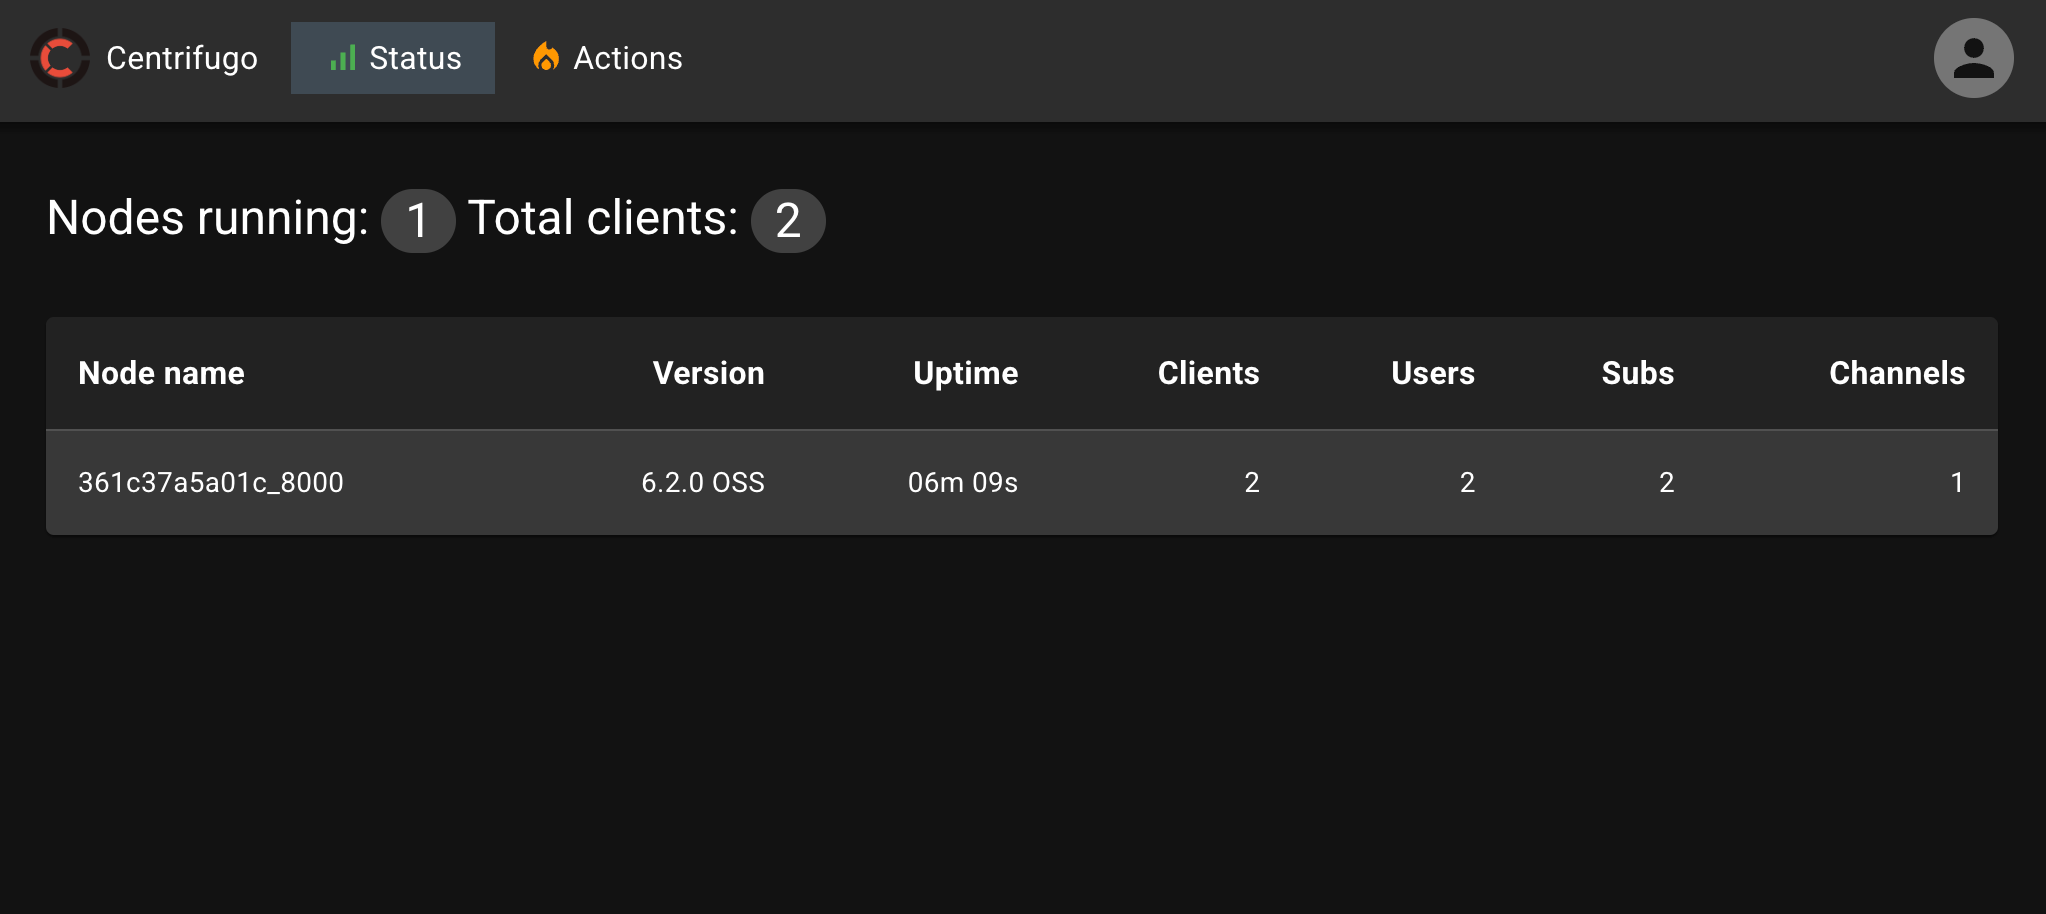 Centrifugo Status Actions
Nodes running: 1 Total clients: 2
Node name Version Uptime Clients Users Subs Channels
361c37a5a01c_8000 6.2.0 OSS 06m 09s 2 2 2 1